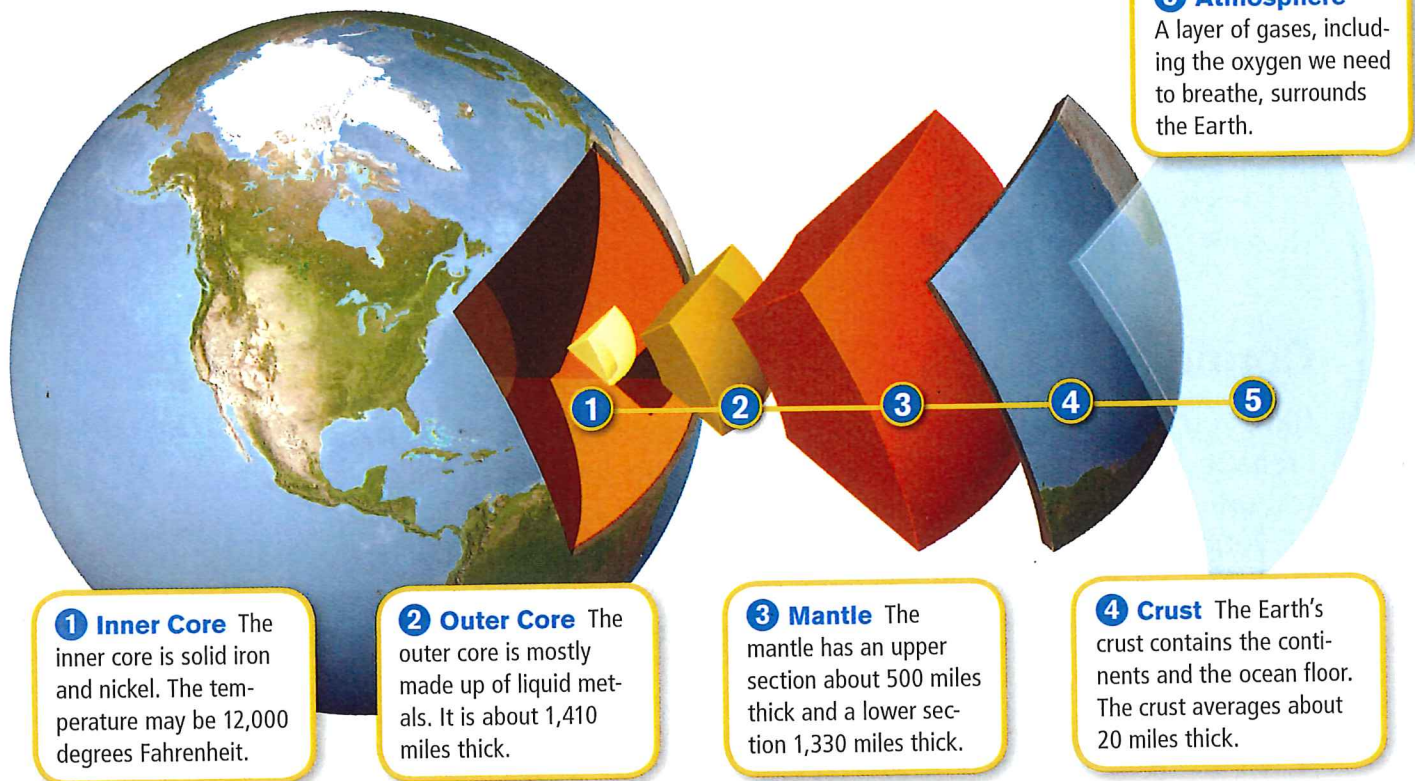 5 Atmosphere
A layer of gases, includ-
ing the oxygen we need
to breathe, surrounds
the Earth.
1
2
3
4
5
1 Inner Core The
inner core is solid iron
and nickel. The tem-
perature may be 12,000
degrees Fahrenheit.
2 Outer Core The
outer core is mostly
made up of liquid met-
als. It is about 1,410
miles thick.
3 Mantle The
mantle has an upper
section about 500 miles
thick and a lower sec-
tion 1,330 miles thick.
4 Crust The Earth's
crust contains the conti-
nents and the ocean floor.
The crust averages about
20 miles thick.